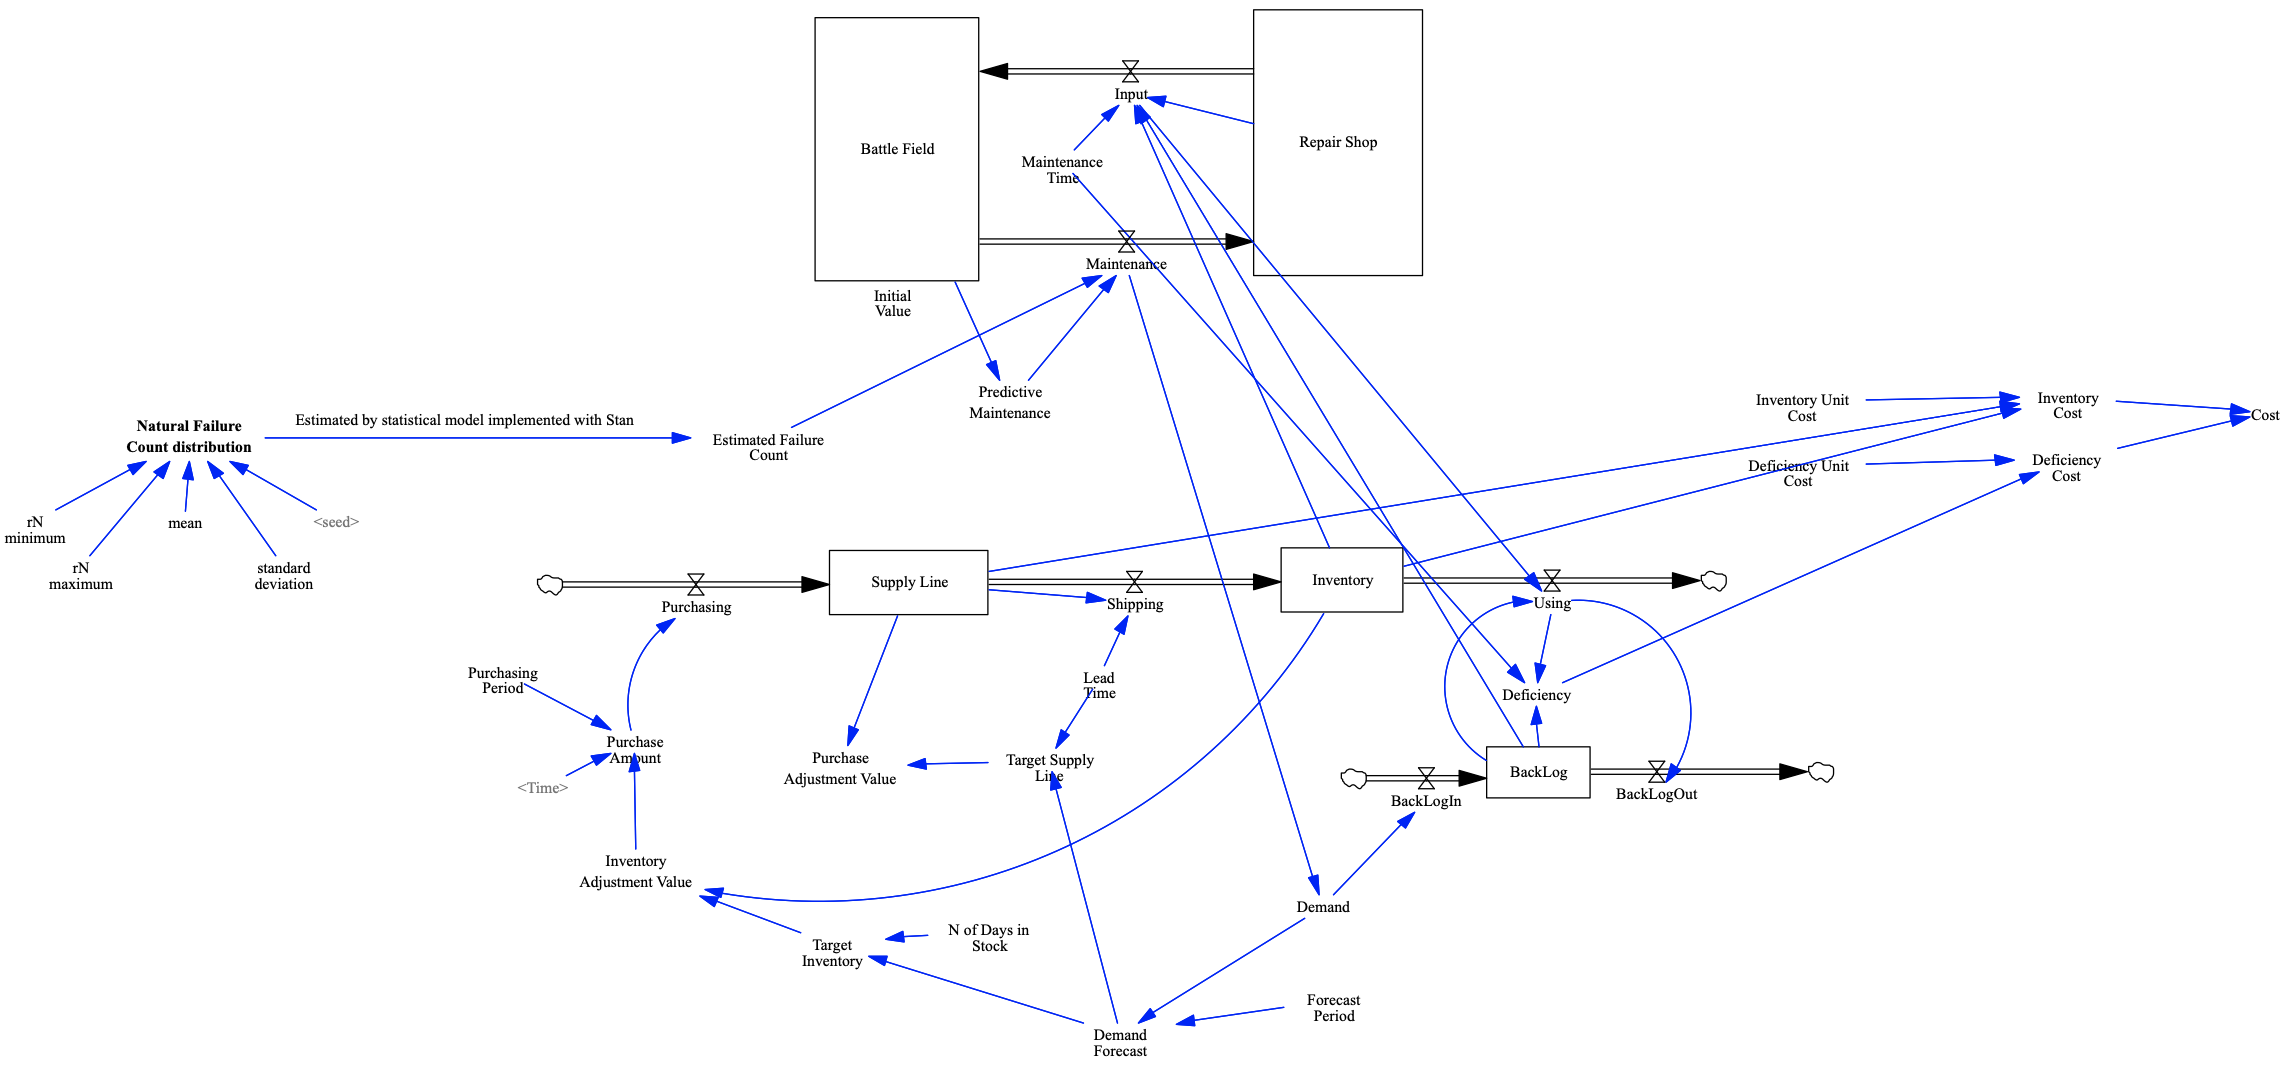 Input
Battle Field
Repair Shop
Maintenance
Time
Maintenance
Initial
Value
Predictive
Maintenance
Natural Failure
Count distribution
Estimated by statistical model implemented with Stan
Estimated Failure
Count
Inventory Unit
Cost
Inventory
Cost
Cost
Deficiency Unit
Cost
Deficiency
Cost
rN
minimum
mean
<seed>
rN
maximum
standard
deviation
Supply Line
Inventory
Purchasing
Shipping
Using
Purchasing
Period
Lead
Time
Deficiency
Purchase
Amount
<Time>
Purchase
Adjustment Value
Target Supply
Line
BackLog
BackLogIn
BackLogOut
Inventory
Adjustment Value
Demand
Target
Inventory
N of Days in
Stock
Forecast
Period
Demand
Forecast